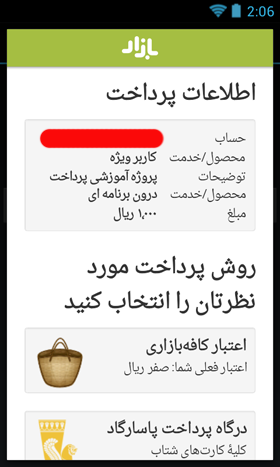 2:06
بازار
اطلاعات پرداخت
حساب
محصول/خدمت کاربر ویژه
توضیحات پروژه آموزشی پرداخت
محصول/خدمت درون برنامه ای
مبلغ ۱,۰۰۰ ریال
روش پرداخت مورد
نظرتان را انتخاب کنید
اعتبار کافه‌بازاری
اعتبار فعلی شما: صفر ریال
درگاه پرداخت پاسارگاد
کلیهٔ کارت‌های شتاب